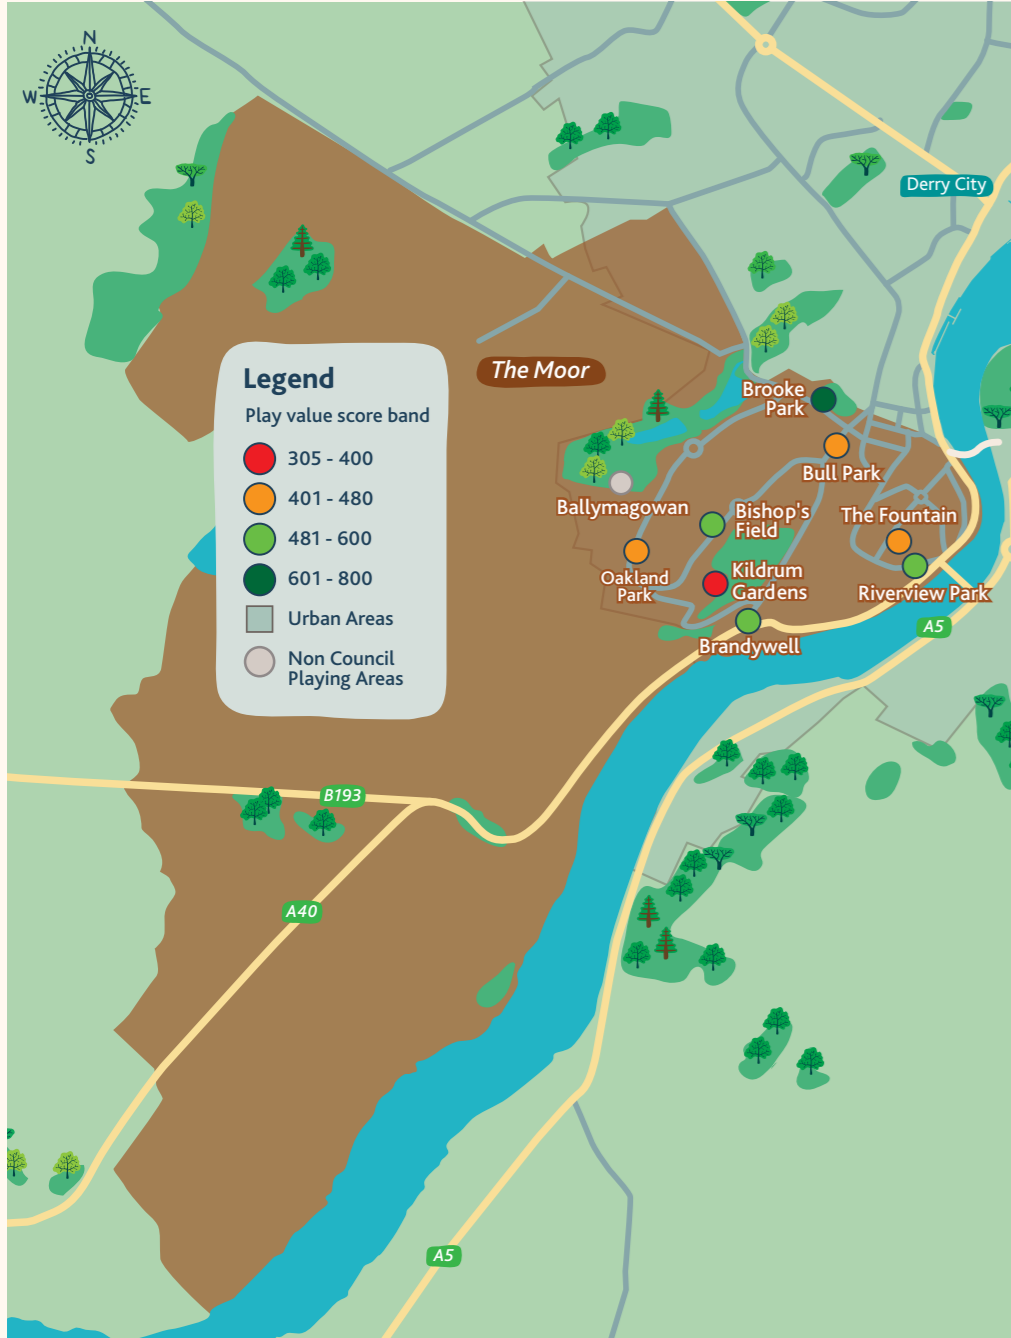 N
W
E
S
Derry City
The Moor
Legend
Play value score band
305 - 400
401 - 480
481 - 600
601 - 800
Urban Areas
Non Council
Playing Areas
Brooke
Park
Bull Park
Ballymagowan
Bishop's
Field
The Fountain
Oakland
Park
Kildrum
Gardens
Riverview Park
Brandywell
A5
B193
A40
A5